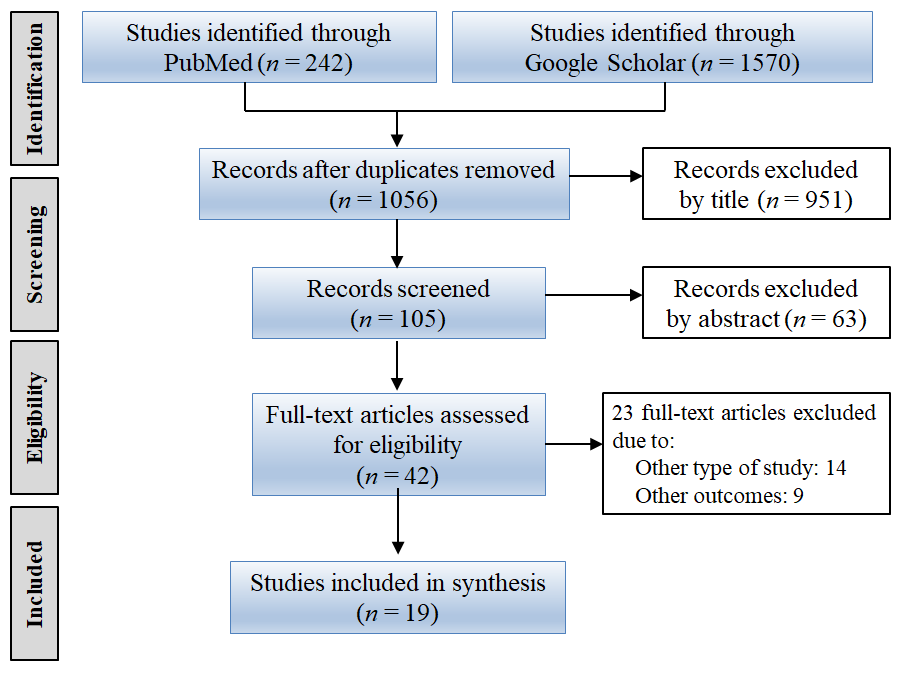 Identification
Studies identified through
PubMed (n = 242)
Studies identified through
Google Scholar (n = 1570)
Records after duplicates removed
(n = 1056)
Records excluded
by title (n = 951)
Screening
Records screened
(n = 105)
Records excluded
by abstract (n = 63)
Eligibility
Full-text articles assessed
for eligibility
(n = 42)
23 full-text articles excluded
due to:
Other type of study: 14
Other outcomes: 9
Included
Studies included in synthesis
(n = 19)